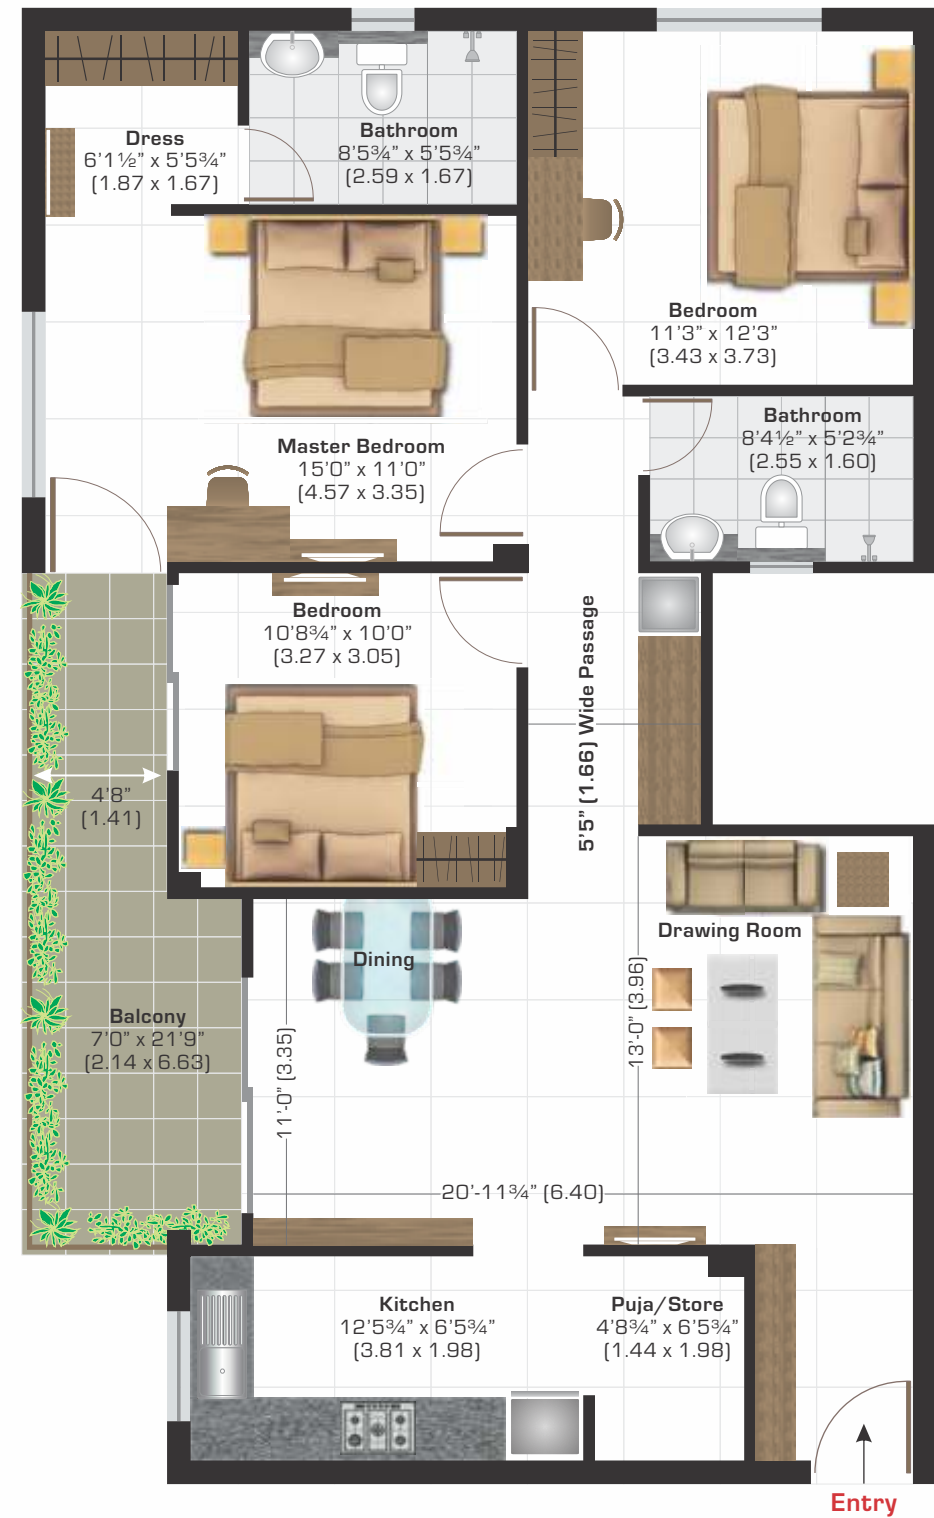 Dress
6’1½” x 5’5¾”
(1.87 x 1.67)
Bathroom
8’5¾” x 5’5¾”
(2.59 x 1.67)
Bedroom
11’3” x 12’3”
(3.43 x 3.73)
Master Bedroom
15’0” x 11’0”
(4.57 x 3.35)
Bathroom
8’4½” x 5’2¾”
(2.55 x 1.60)
Bedroom
10’8¾” x 10’0”
(3.27 x 3.05)
5’5” (1.66) Wide Passage
4’8”
(1.41)
Drawing Room
Dining
13’-0” (3.96)
Balcony
7’0” x 21’9”
(2.14 x 6.63)
11’-0” (3.35)
20’-11¾” (6.40)
Kitchen
12’5¾” x 6’5¾”
(3.81 x 1.98)
Puja/Store
4’8¾” x 6’5¾”
(1.44 x 1.98)
Entry